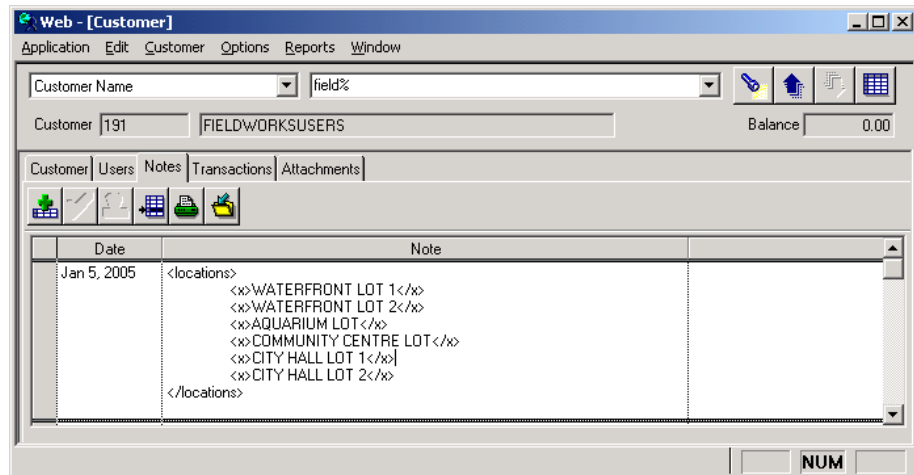 Web - [Customer]
Application Edit Customer Options Reports Window
Customer Name field%
Customer 191 FIELDWORKSUSERS Balance 0.00
Customer Users Notes Transactions Attachments
Date Note
Jan 5, 2005 <locations>
<x>WATERFRONT LOT 1</x>
<x>WATERFRONT LOT 2</x>
<x>AQUARIUM LOT</x>
<x>COMMUNITY CENTRE LOT</x>
<x>CITY HALL LOT 1</x>
<x>CITY HALL LOT 2</x>
</locations>
NUM